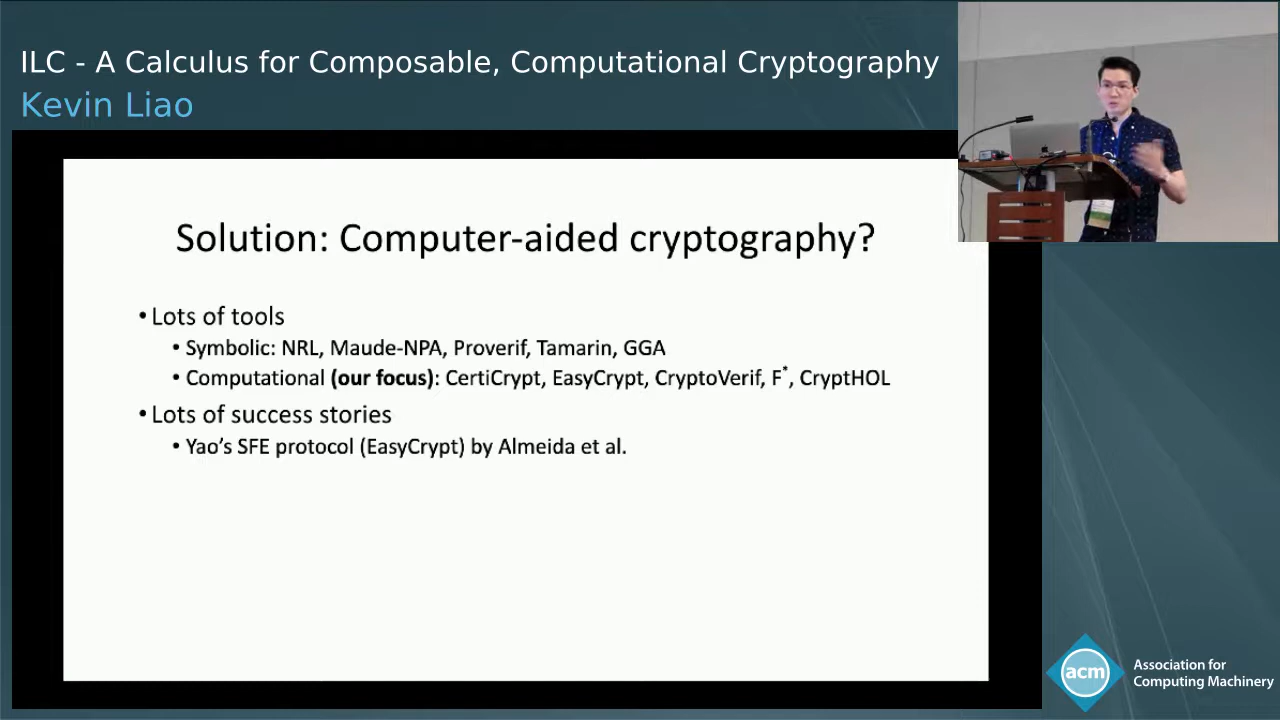 ILC - A Calculus for Composable, Computational Cryptography
Kevin Liao
Solution: Computer-aided cryptography?
• Lots of tools
• Symbolic: NRL, Maude-NPA, Proverif, Tamarin, GGA
• Computational (our focus): CertiCrypt, EasyCrypt, CryptoVerif, F*, CryptHOL
• Lots of success stories
• Yao's SFE protocol (EasyCrypt) by Almeida et al.
acm
Association for
Computing Machinery